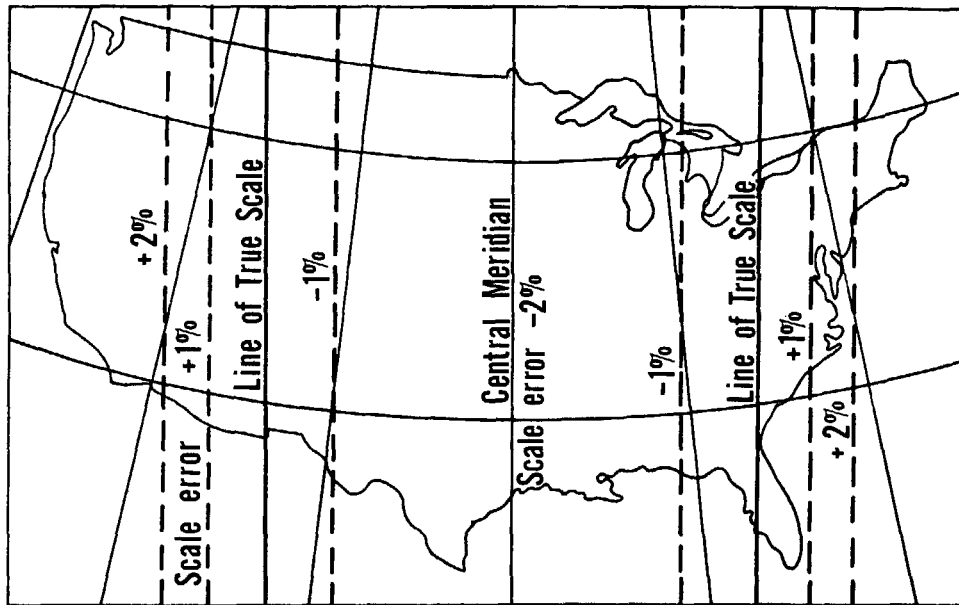 +2%
+1%
Scale error
Line of True Scale
-1%
Central Meridian
Scale error -2%
-1%
Line of True Scale
+1%
+2%